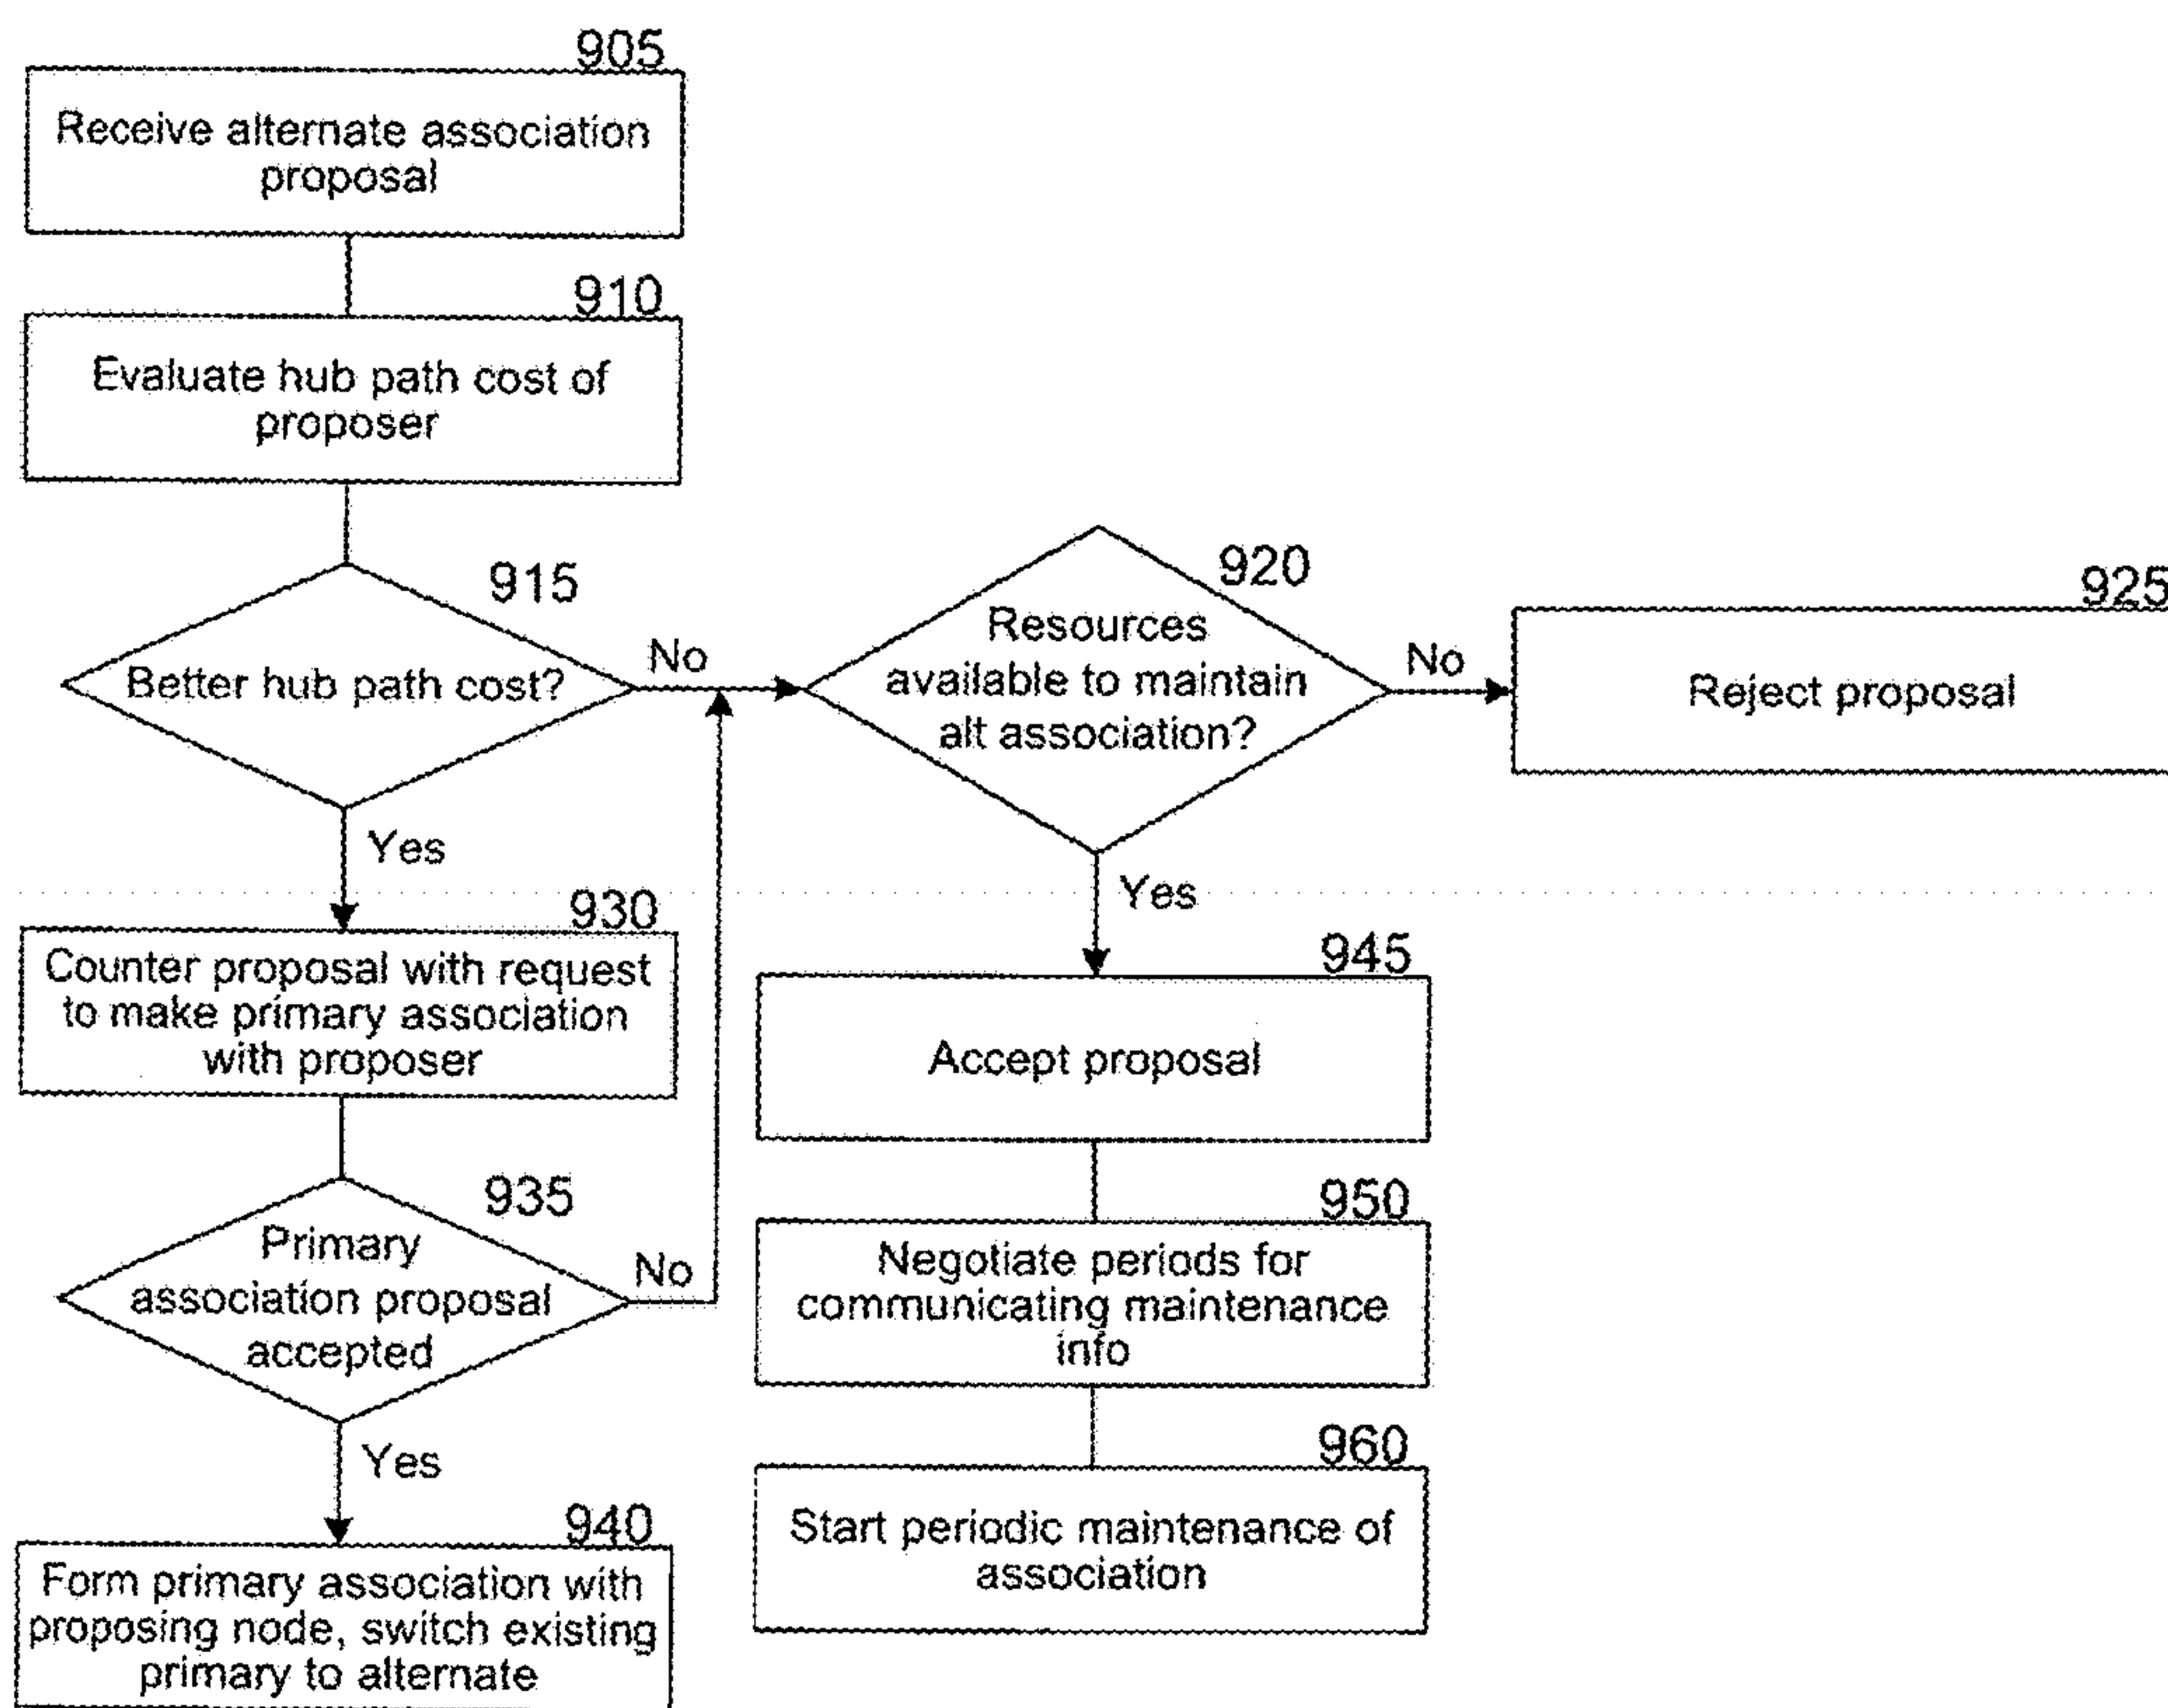 905
Receive alternate association
proposal
910
Evaluate hub path cost of
proposer
915
Better hub path cost?
No
Yes
920
Resources
available to maintain
alt association?
No
Yes
925
Reject proposal
930
Counter proposal with request
to make primary association
with proposer
935
Primary
association proposal
accepted
No
Yes
940
Form primary association with
proposing node, switch existing
primary to alternate
945
Accept proposal
950
Negotiate periods for
communicating maintenance
info
960
Start periodic maintenance of
association